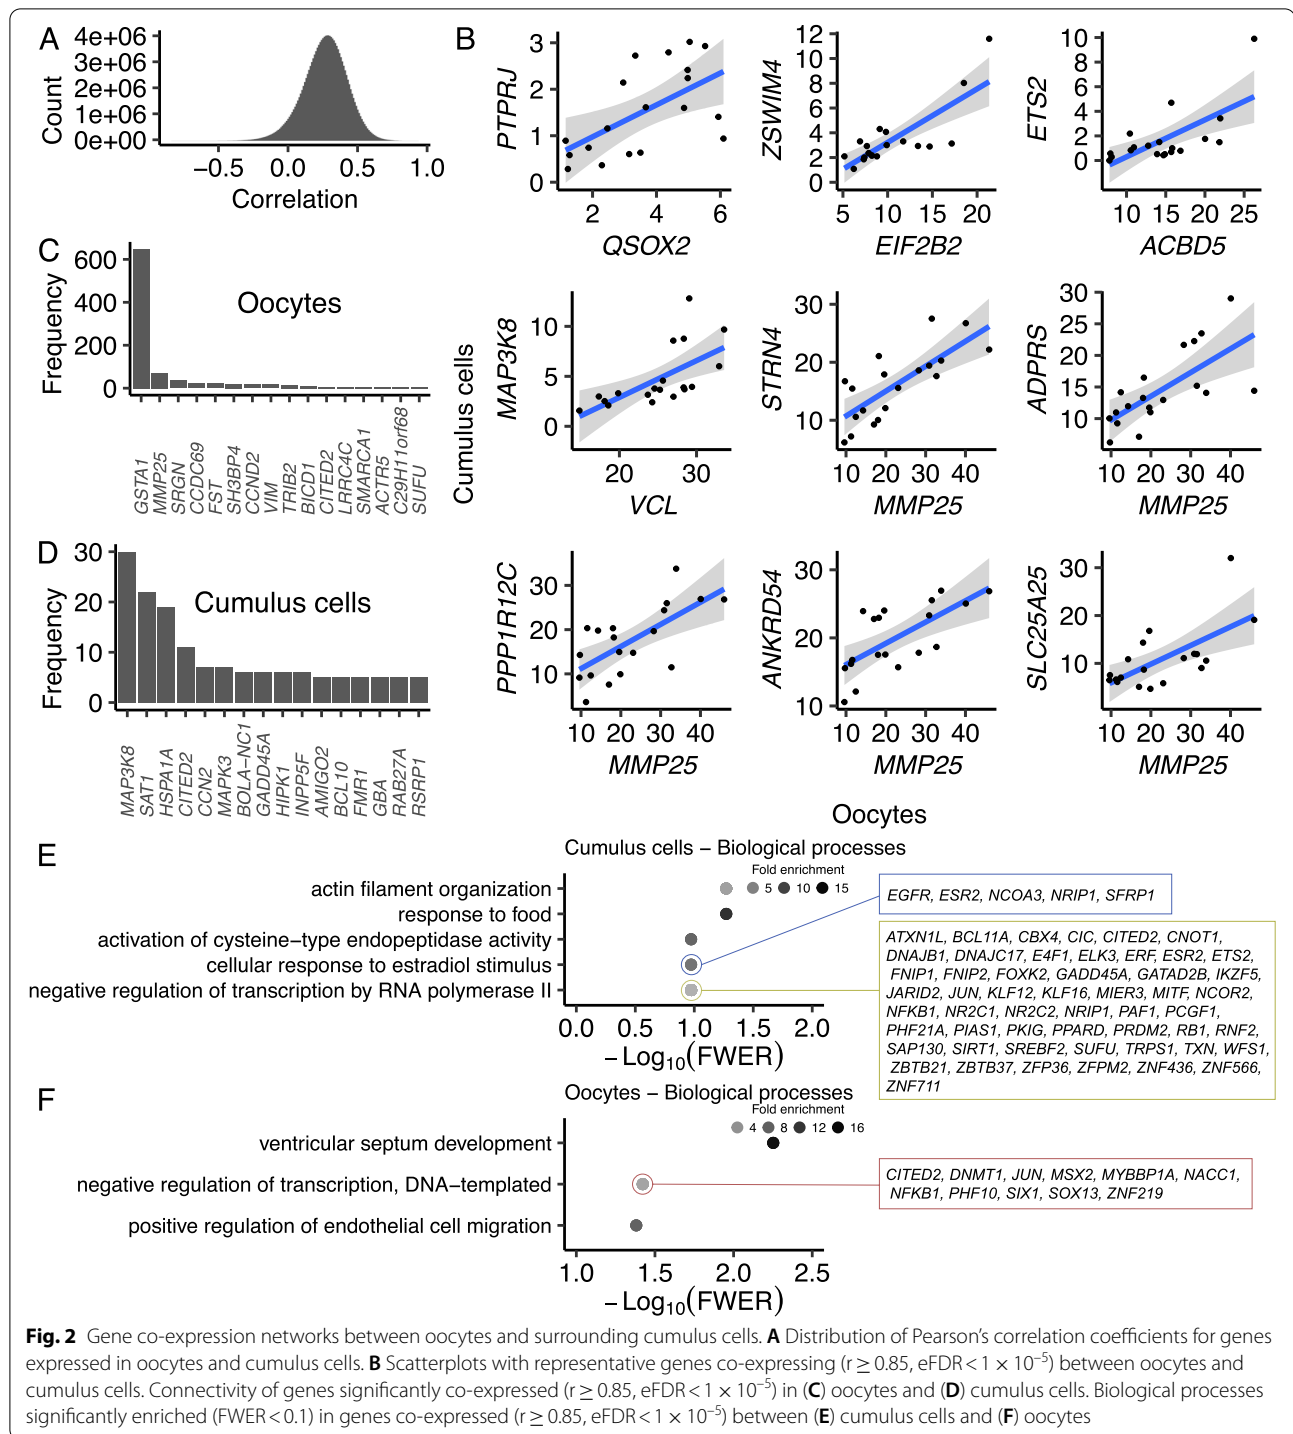 A
Count
4e+06
3e+06
2e+06
1e+06
0e+00
−0.5 0.0 0.5 1.0
Correlation
B
Cumulus cells
PTPRJ
3
2
1
0
2 4 6
QSOX2
ZSWIM4
12
10
8
6
4
2
0
5 10 15 20
EIF2B2
ETS2
10
8
6
4
2
0
10 15 20 25
ACBD5
MAP3K8
10
5
0
20 30
VCL
STRN4
30
20
10
10 20 30 40
MMP25
ADPRS
30
25
20
15
10
10 20 30 40
MMP25
PPP1R12C
30
20
10
10 20 30 40
MMP25
ANKRD54
30
20
10
10 20 30 40
MMP25
SLC25A25
30
20
10
10 20 30 40
MMP25
Oocytes
C
Frequency
600
400
200
0
Oocytes
GSTA1
MMP25
SRGN
CCDC69
FST
SH3BP4
CCND2
VIM
TRIB2
BICD1
CITED2
LRRC4C
SMARCA1
ACTR5
C29H11orf68
SUFU
D
Frequency
30
20
10
0
Cumulus cells
MAP3K8
SAT1
HSPA1A
CITED2
CCN2
MAPK3
BOLA−NC1
GADD45A
HIPK1
INPP5F
AMIGO2
BCL10
FMR1
GBA
RAB27A
RSRP1
E
Cumulus cells − Biological processes
Fold enrichment
5 10 15
actin filament organization
response to food
activation of cysteine−type endopeptidase activity
cellular response to estradiol stimulus
negative regulation of transcription by RNA polymerase II
0.0 0.5 1.0 1.5 2.0
−Log10(FWER)
EGFR, ESR2, NCOA3, NRIP1, SFRP1
ATXN1L, BCL11A, CBX4, CIC, CITED2, CNOT1,
DNAJB1, DNAJC17, E4F1, ELK3, ERF, ESR2, ETS2,
FNIP1, FNIP2, FOXK2, GADD45A, GATAD2B, IKZF5,
JARID2, JUN, KLF12, KLF16, MIER3, MITF, NCOR2,
NFKB1, NR2C1, NR2C2, NRIP1, PAF1, PCGF1,
PHF21A, PIAS1, PKIG, PPARD, PRDM2, RB1, RNF2,
SAP130, SIRT1, SREBF2, SUFU, TRPS1, TXN, WFS1,
ZBTB21, ZBTB37, ZFP36, ZFPM2, ZNF436, ZNF566,
ZNF711
F
Oocytes − Biological processes
Fold enrichment
4 8 12 16
ventricular septum development
negative regulation of transcription, DNA−templated
positive regulation of endothelial cell migration
1.0 1.5 2.0 2.5
−Log10(FWER)
CITED2, DNMT1, JUN, MSX2, MYBBP1A, NACC1,
NFKB1, PHF10, SIX1, SOX13, ZNF219
Fig. 2 Gene co-expression networks between oocytes and surrounding cumulus cells. A Distribution of Pearson’s correlation coefficients for genes
expressed in oocytes and cumulus cells. B Scatterplots with representative genes co-expressing (r ≥ 0.85, eFDR < 1 × 10⁻⁵) between oocytes and
cumulus cells. Connectivity of genes significantly co-expressed (r ≥ 0.85, eFDR < 1 × 10⁻⁵) in (C) oocytes and (D) cumulus cells. Biological processes
significantly enriched (FWER < 0.1) in genes co-expressed (r ≥ 0.85, eFDR < 1 × 10⁻⁵) between (E) cumulus cells and (F) oocytes